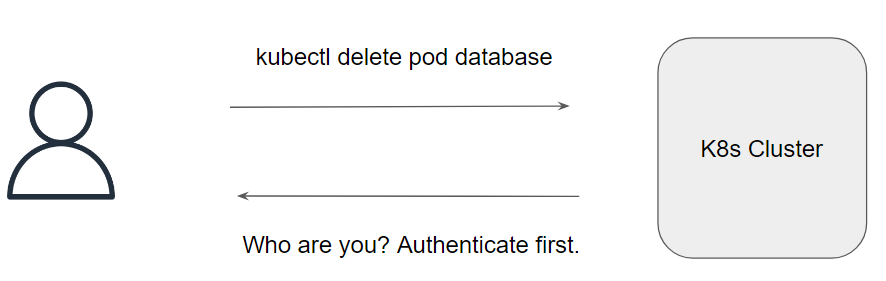 kubectl delete pod database
K8s Cluster
Who are you? Authenticate first.